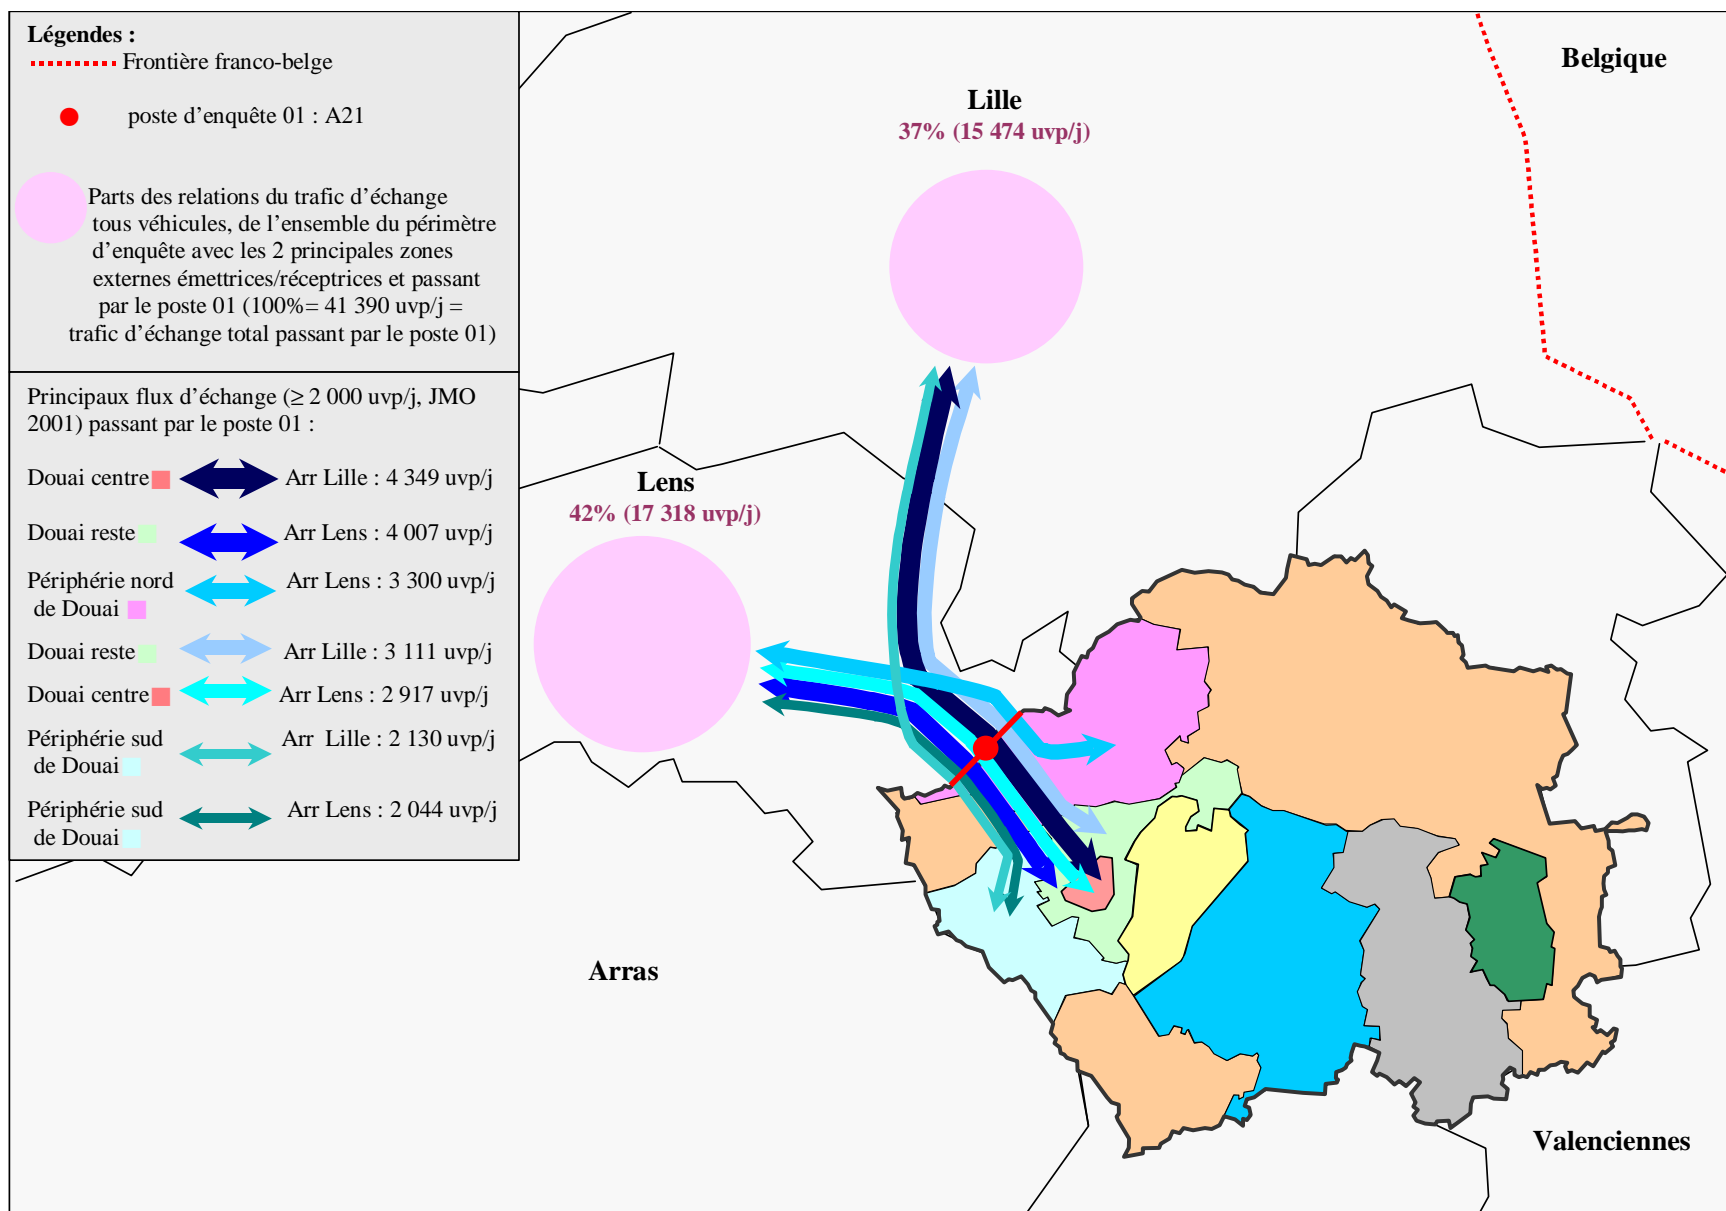 Légendes :
Frontière franco-belge
poste d’enquête 01 : A21
Parts des relations du trafic d’échange
tous véhicules, de l’ensemble du périmètre
d’enquête avec les 2 principales zones
externes émettrices/réceptrices et passant
par le poste 01 (100%= 41 390 uvp/j =
trafic d’échange total passant par le poste 01)
Principaux flux d’échange (≥ 2 000 uvp/j, JMO
2001) passant par le poste 01 :
Douai centre Arr Lille : 4 349 uvp/j
Douai reste Arr Lens : 4 007 uvp/j
Périphérie nord Arr Lens : 3 300 uvp/j
de Douai
Douai reste Arr Lille : 3 111 uvp/j
Douai centre Arr Lens : 2 917 uvp/j
Périphérie sud Arr Lille : 2 130 uvp/j
de Douai
Périphérie sud Arr Lens : 2 044 uvp/j
de Douai
Belgique
Lille
37% (15 474 uvp/j)
Lens
42% (17 318 uvp/j)
Arras
Valenciennes